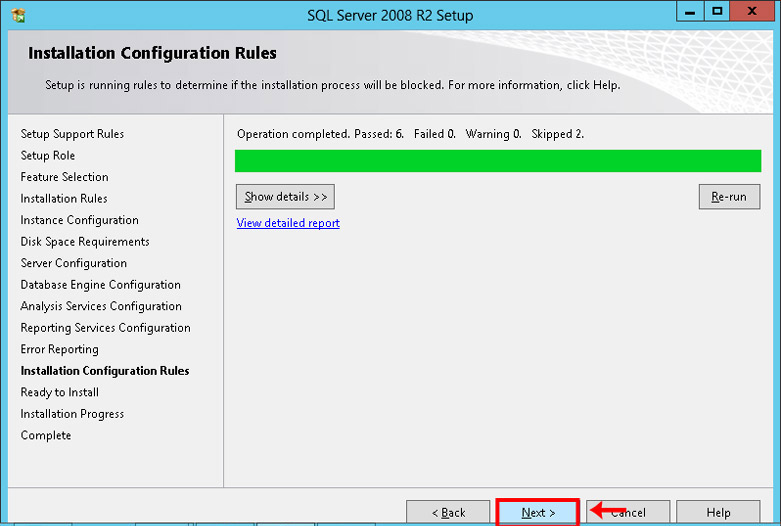 SQL Server 2008 R2 Setup
Installation Configuration Rules
Setup is running rules to determine if the installation process will be blocked. For more information, click Help.
Setup Support Rules
Setup Role
Feature Selection
Installation Rules
Instance Configuration
Disk Space Requirements
Server Configuration
Database Engine Configuration
Analysis Services Configuration
Reporting Services Configuration
Error Reporting
Installation Configuration Rules
Ready to Install
Installation Progress
Complete
Operation completed. Passed: 6. Failed 0. Warning 0. Skipped 2.
Show details >>
Re-run
View detailed report
< Back
Next >
Cancel
Help